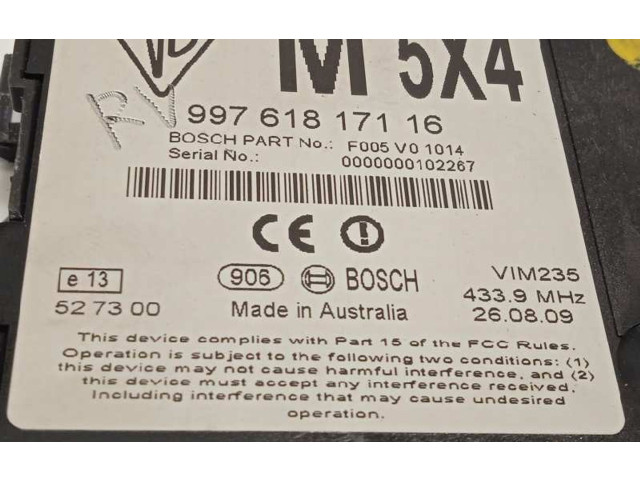 M 5X4
RV
997 618 171 16
BOSCH PART No.: F005 V0 1014
Serial No.: 0000000102267
CE
e 13
906 BOSCH VIM235
527300 Made in Australia 433.9 MHz
26.08.09
This device complies with Part 15 of the FCC Rules.
Operation is subject to the following two conditions: (1)
this device may not cause harmful interference, and (2)
this device must accept any interference received,
Including interference that may cause undesired
operation.